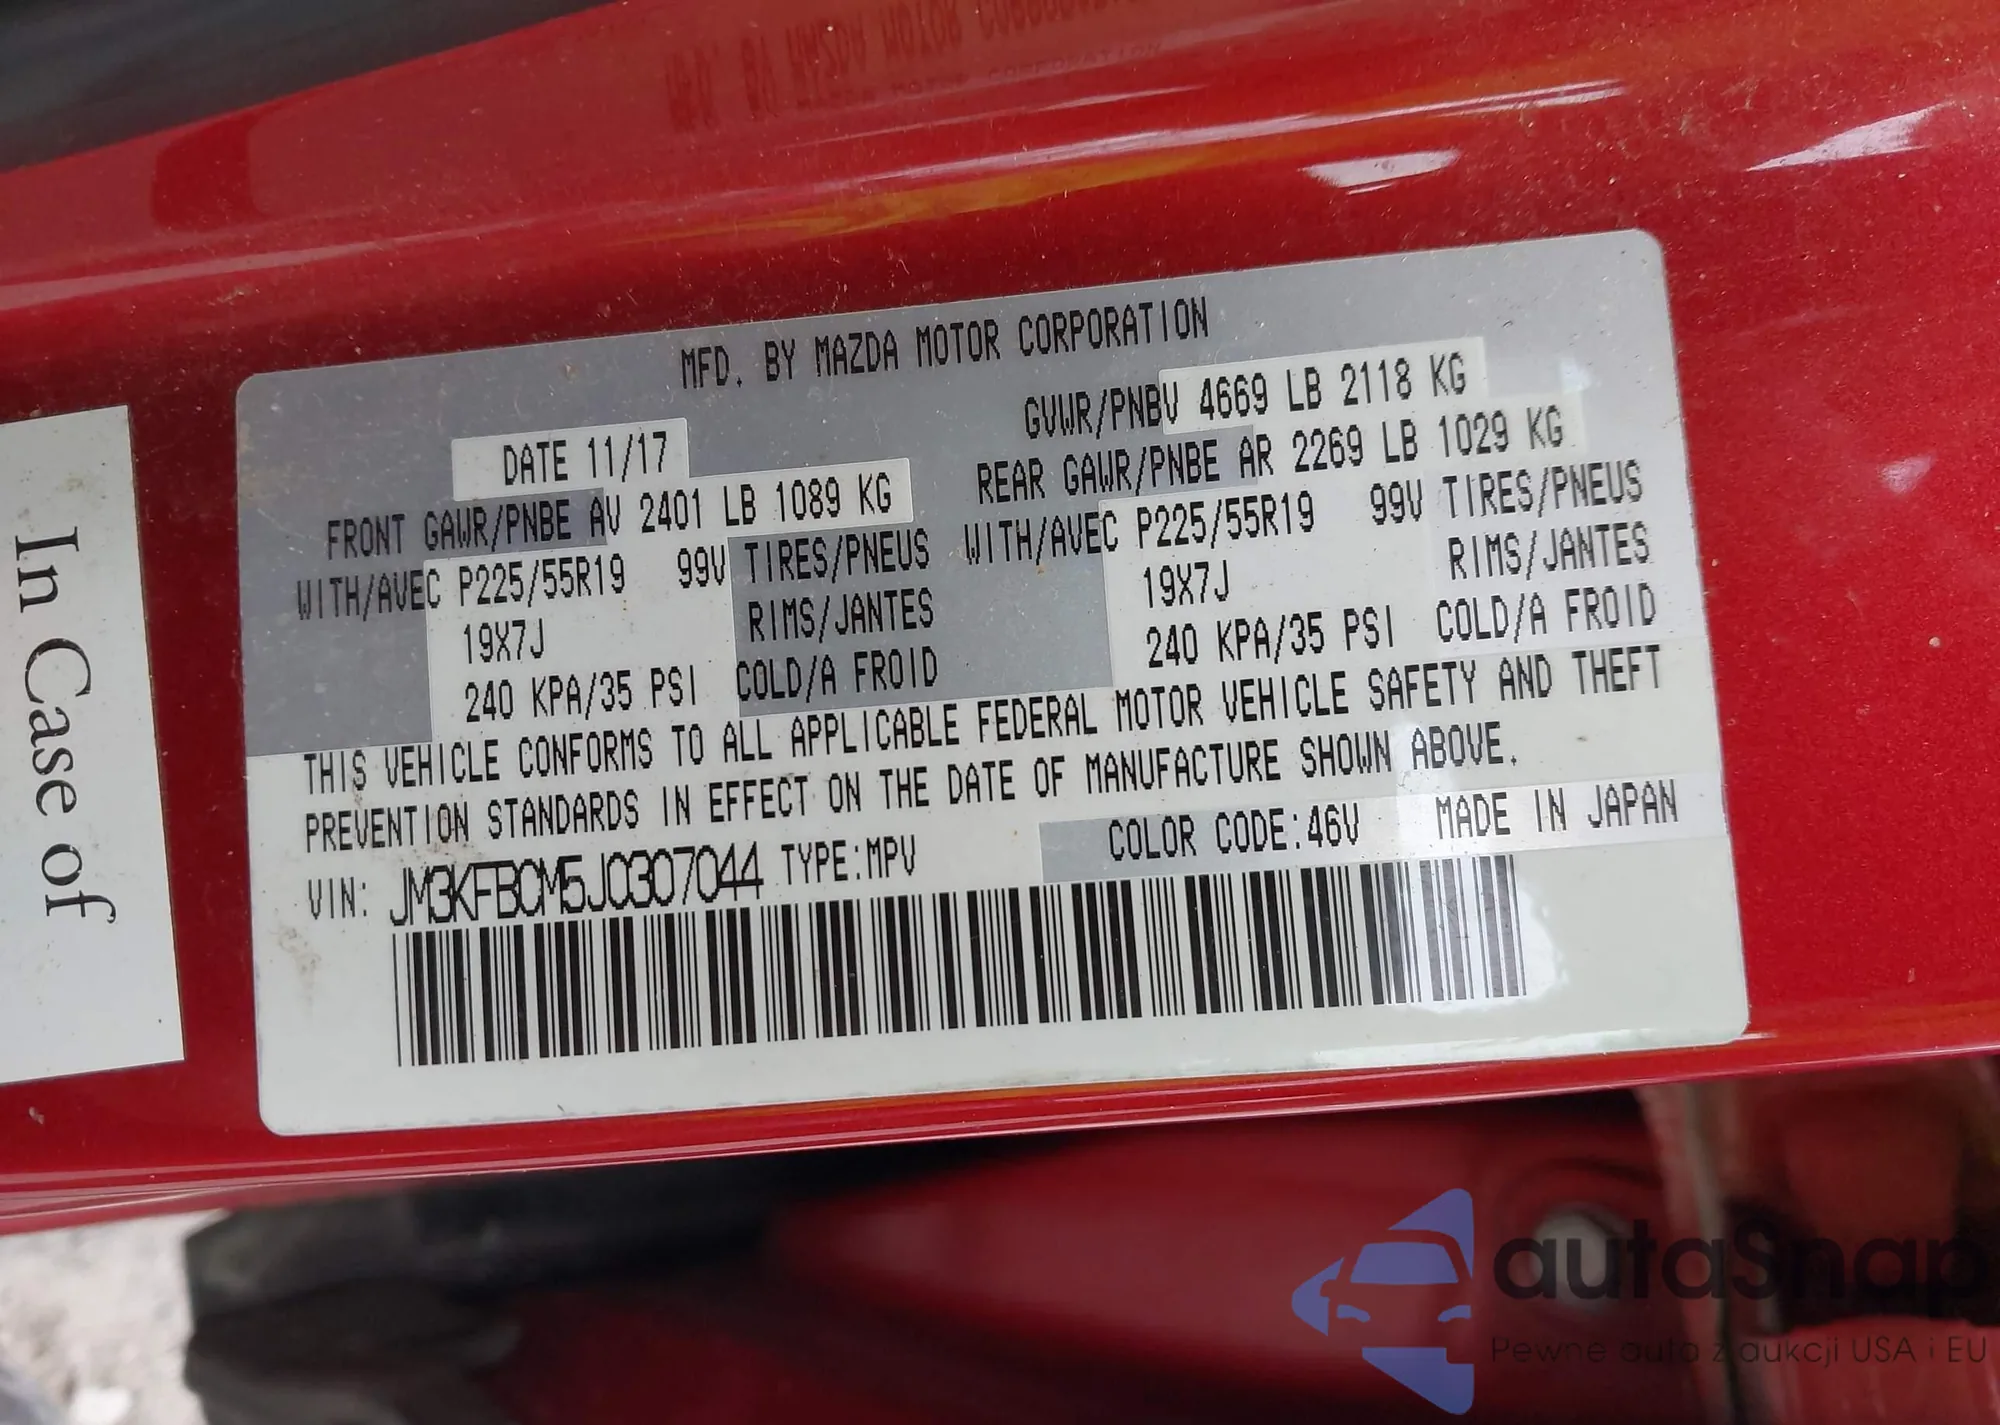 MFD. BY MAZDA MOTOR CORPORATION
DATE 11/17
GVWR/PNBV 4669 LB 2118 KG
FRONT GAWR/PNBE AV 2401 LB 1089 KG
REAR GAWR/PNBE AR 2269 LB 1029 KG
WITH/AVEC P225/55R19 99V TIRES/PNEUS
WITH/AVEC P225/55R19 99V TIRES/PNEUS
19X7J RIMS/JANTES
19X7J RIMS/JANTES
240 KPA/35 PSI COLD/A FROID
240 KPA/35 PSI COLD/A FROID
THIS VEHICLE CONFORMS TO ALL APPLICABLE FEDERAL MOTOR VEHICLE SAFETY AND THEFT
PREVENTION STANDARDS IN EFFECT ON THE DATE OF MANUFACTURE SHOWN ABOVE.
VIN: JM3KFBCM5J0307044 TYPE:MPV COLOR CODE:46V MADE IN JAPAN
In Case of
autoSnap
Pewne auto z aukcji USA i EU